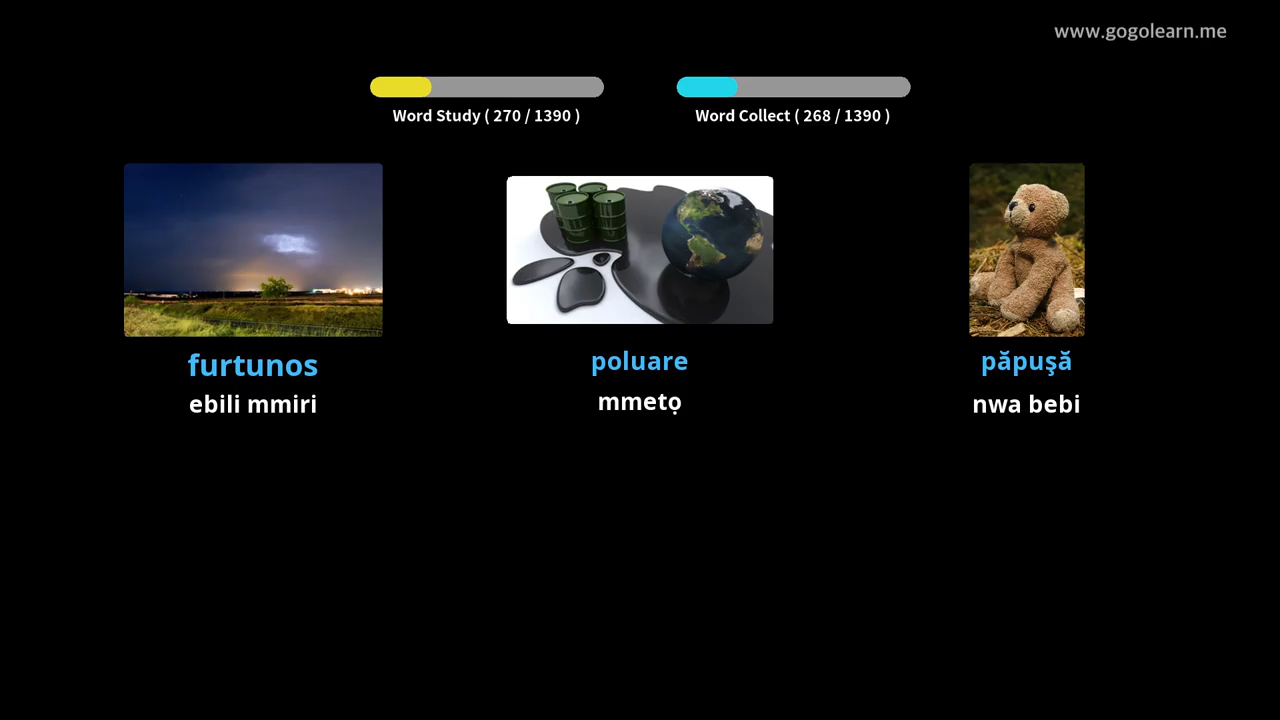 www.gogolearn.me
Word Study ( 270 / 1390 )
Word Collect ( 268 / 1390 )
furtunos
ebili mmiri
poluare
mmetọ
păpuşă
nwa bebi